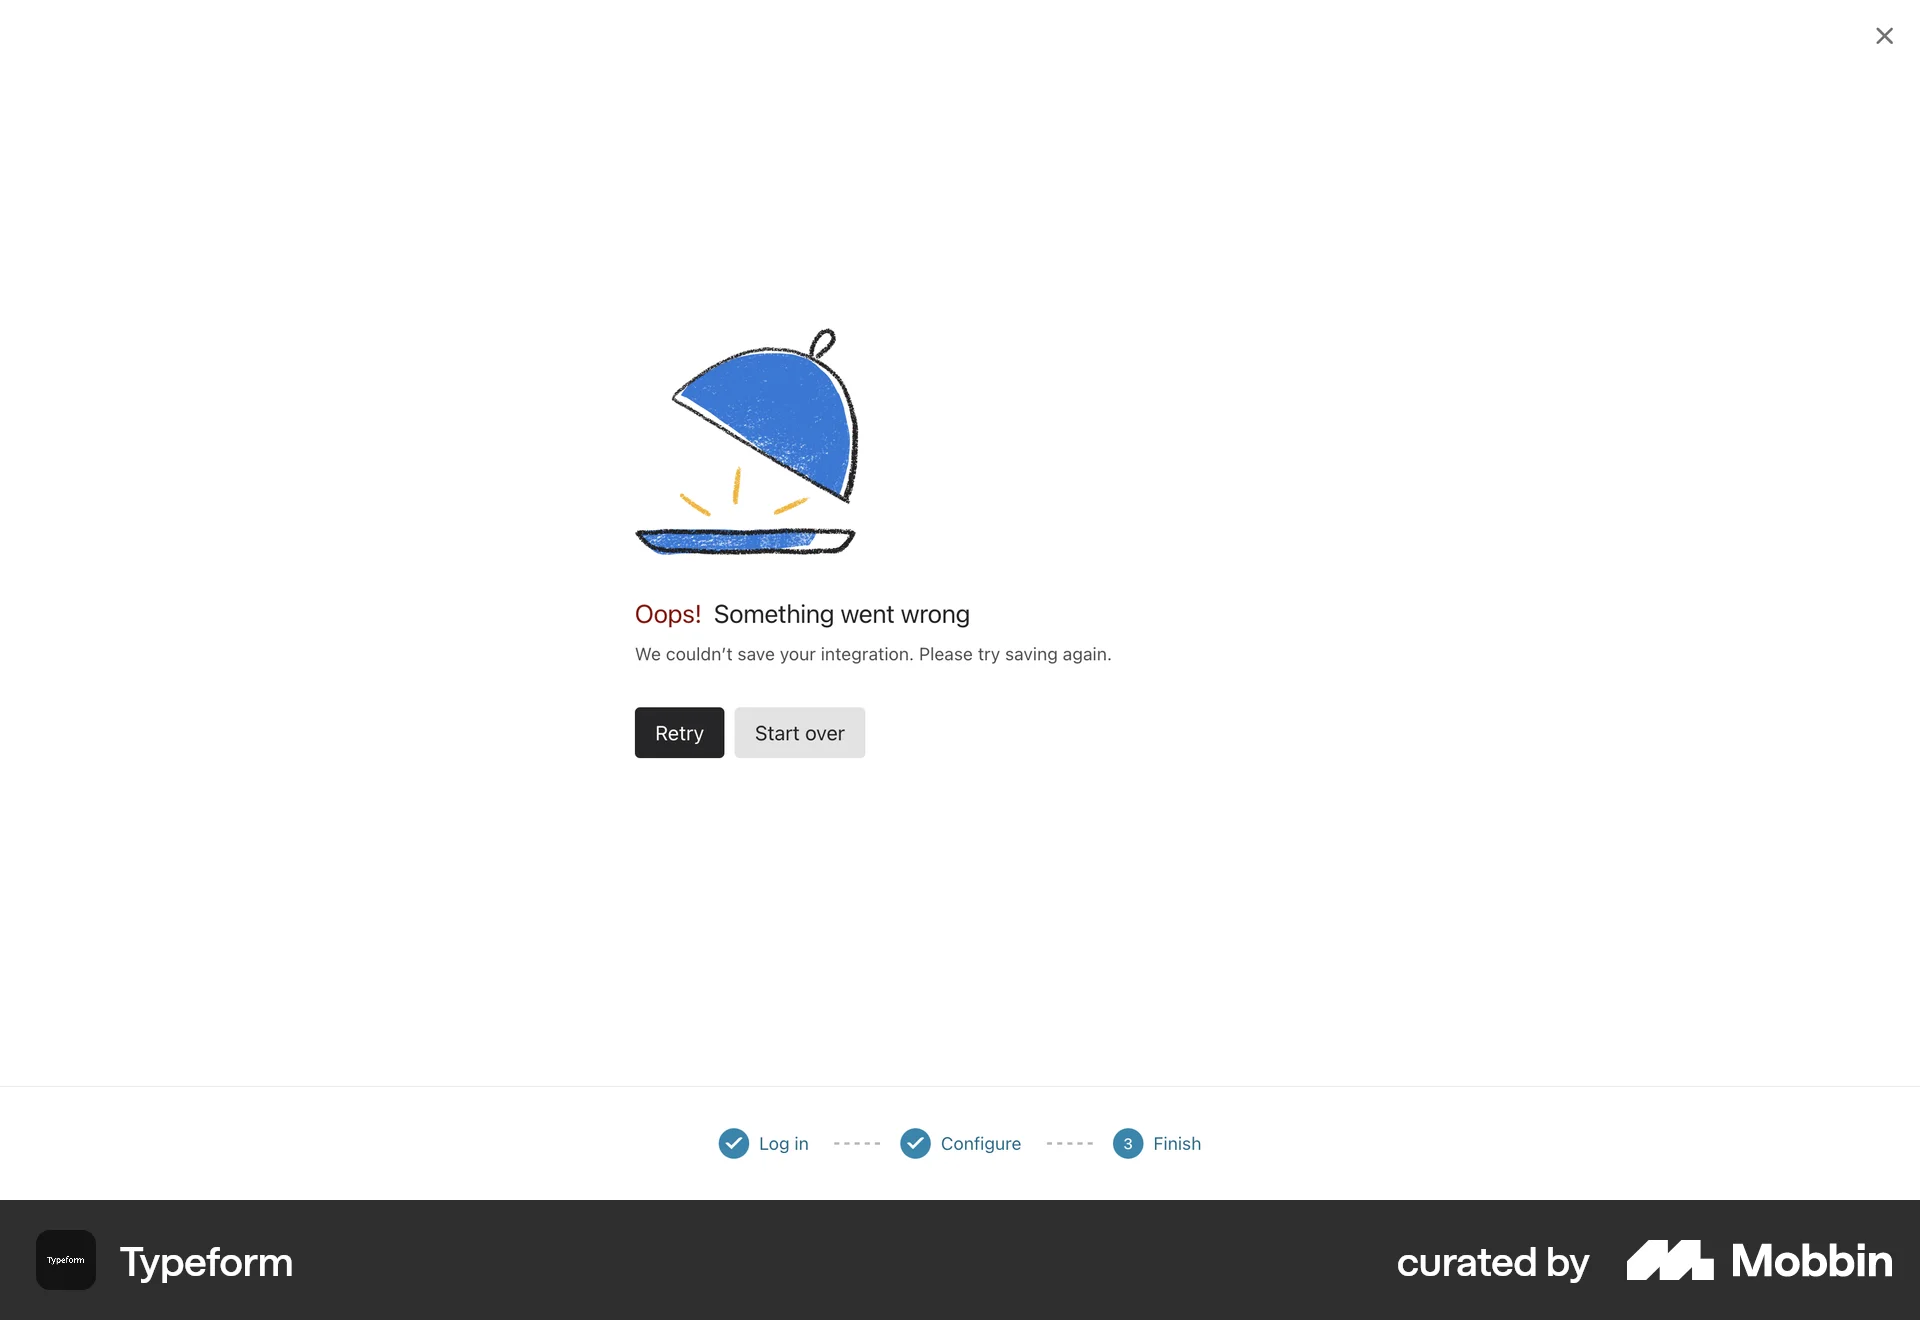 Oops! Something went wrong
We couldn’t save your integration. Please try saving again.
Retry
Start over
Log in
Configure
3
Finish
Typeform
Typeform
curated by
Mobbin